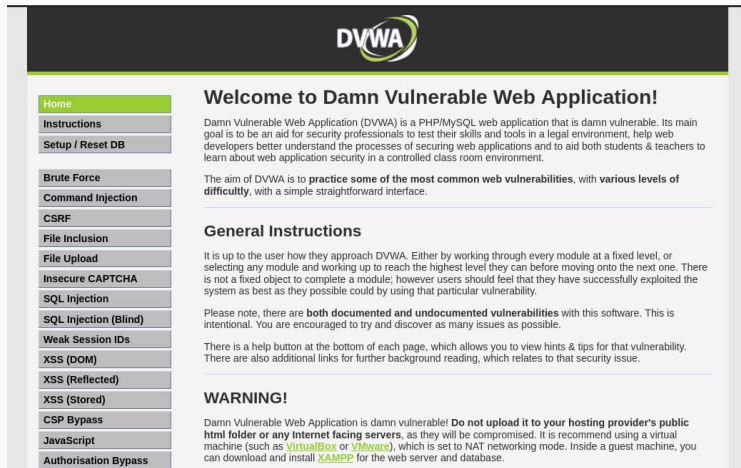 DVWA
Home
Instructions
Setup / Reset DB
Brute Force
Command Injection
CSRF
File Inclusion
File Upload
Insecure CAPTCHA
SQL Injection
SQL Injection (Blind)
Weak Session IDs
XSS (DOM)
XSS (Reflected)
XSS (Stored)
CSP Bypass
JavaScript
Authorisation Bypass
Welcome to Damn Vulnerable Web Application!
Damn Vulnerable Web Application (DVWA) is a PHP/MySQL web application that is damn vulnerable. Its main
goal is to be an aid for security professionals to test their skills and tools in a legal environment, help web
developers better understand the processes of securing web applications and to aid both students & teachers to
learn about web application security in a controlled class room environment.
The aim of DVWA is to practice some of the most common web vulnerabilities, with various levels of
difficultly, with a simple straightforward interface.
General Instructions
It is up to the user how they approach DVWA. Either by working through every module at a fixed level, or
selecting any module and working up to reach the highest level they can before moving onto the next one. There
is not a fixed object to complete a module; however users should feel that they have successfully exploited the
system as best as they possible could by using that particular vulnerability.
Please note, there are both documented and undocumented vulnerabilities with this software. This is
intentional. You are encouraged to try and discover as many issues as possible.
There is a help button at the bottom of each page, which allows you to view hints & tips for that vulnerability.
There are also additional links for further background reading, which relates to that security issue.
WARNING!
Damn Vulnerable Web Application is damn vulnerable! Do not upload it to your hosting provider's public
html folder or any Internet facing servers, as they will be compromised. It is recommend using a virtual
machine (such as VirtualBox or VMware), which is set to NAT networking mode. Inside a guest machine, you
can download and install XAMPP for the web server and database.